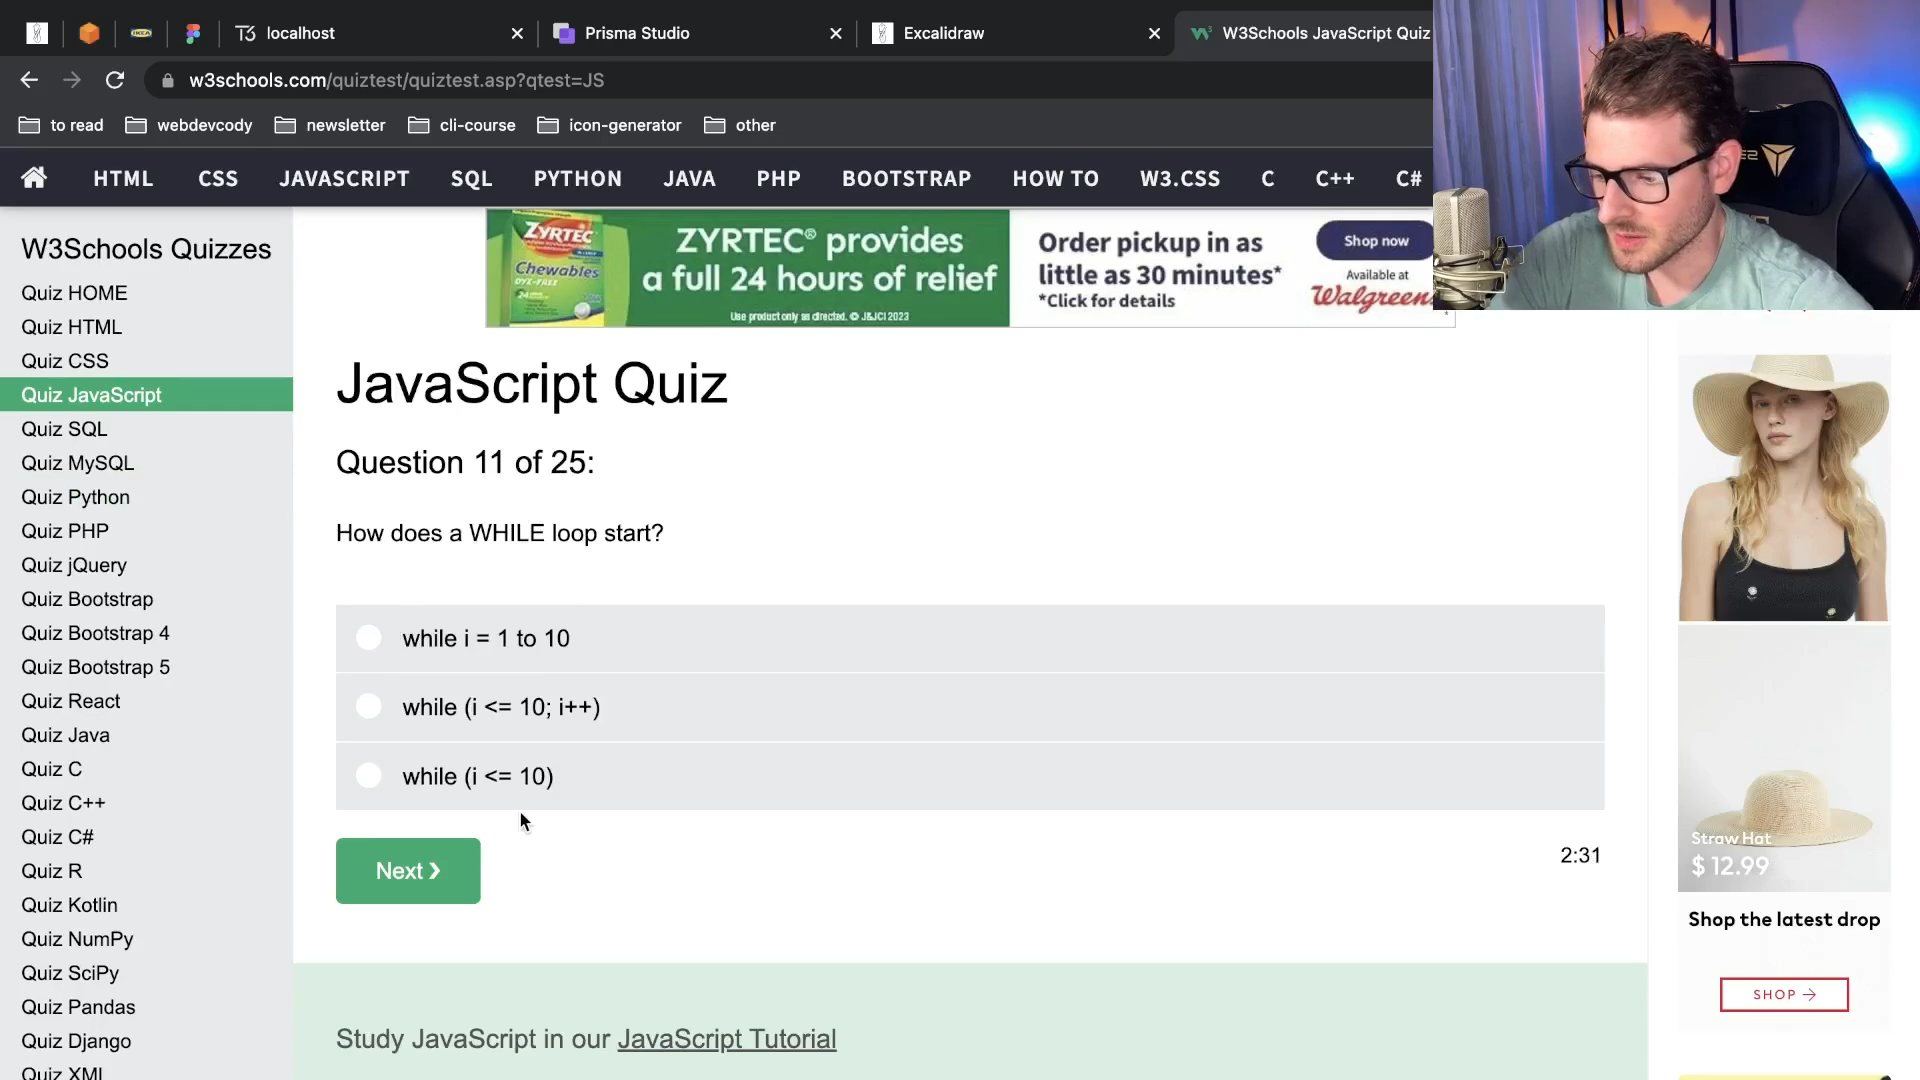 localhost
Prisma Studio
Excalidraw
W3Schools JavaScript Quiz
w3schools.com/quiztest/quiztest.asp?qtest=JS
to read
webdevcody
newsletter
cli-course
icon-generator
other
HTML
CSS
JAVASCRIPT
SQL
PYTHON
JAVA
PHP
BOOTSTRAP
HOW TO
W3.CSS
C
C++
C#
W3Schools Quizzes
Quiz HOME
Quiz HTML
Quiz CSS
Quiz JavaScript
Quiz SQL
Quiz MySQL
Quiz Python
Quiz PHP
Quiz jQuery
Quiz Bootstrap
Quiz Bootstrap 4
Quiz Bootstrap 5
Quiz React
Quiz Java
Quiz C
Quiz C++
Quiz C#
Quiz R
Quiz Kotlin
Quiz NumPy
Quiz SciPy
Quiz Pandas
Quiz Django
Quiz XML
ZYRTEC
Chewables
DYE-FREE
24
ZYRTEC® provides
a full 24 hours of relief
Use product only as directed. © J&JCI 2023
Order pickup in as
little as 30 minutes*
*Click for details
Shop now
Available at
Walgreens
JavaScript Quiz
Question 11 of 25:
How does a WHILE loop start?
while i = 1 to 10
while (i <= 10; i++)
while (i <= 10)
Next ❯
2:31
Study JavaScript in our JavaScript Tutorial
Straw Hat
$ 12.99
Shop the latest drop
SHOP →